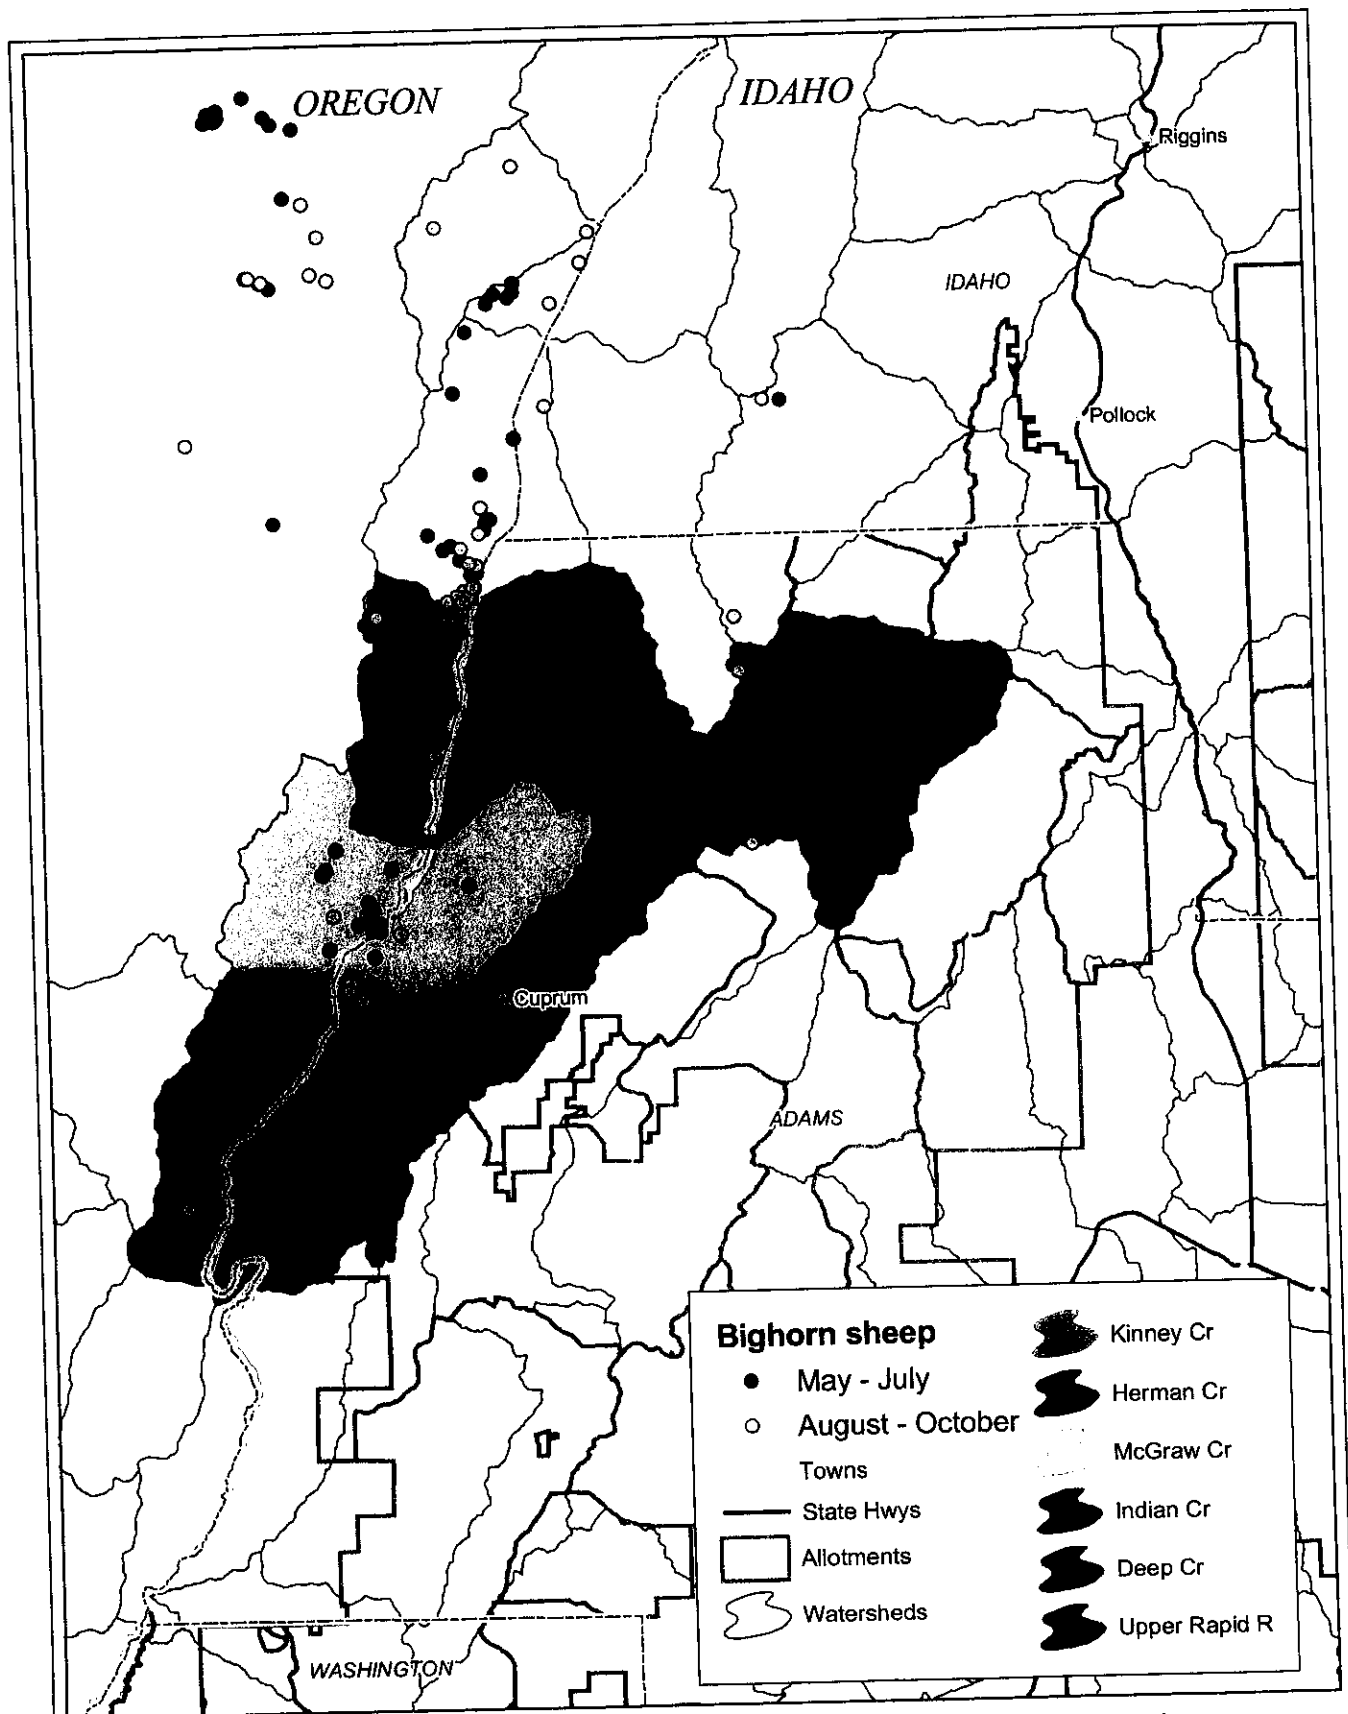 OREGON
IDAHO
Riggins
IDAHO
Pollock
Cuprum
ADAMS
WASHINGTON
Bighorn sheep
May - July
August - October
Towns
State Hwys
Allotments
Watersheds
Kinney Cr
Herman Cr
McGraw Cr
Indian Cr
Deep Cr
Upper Rapid R